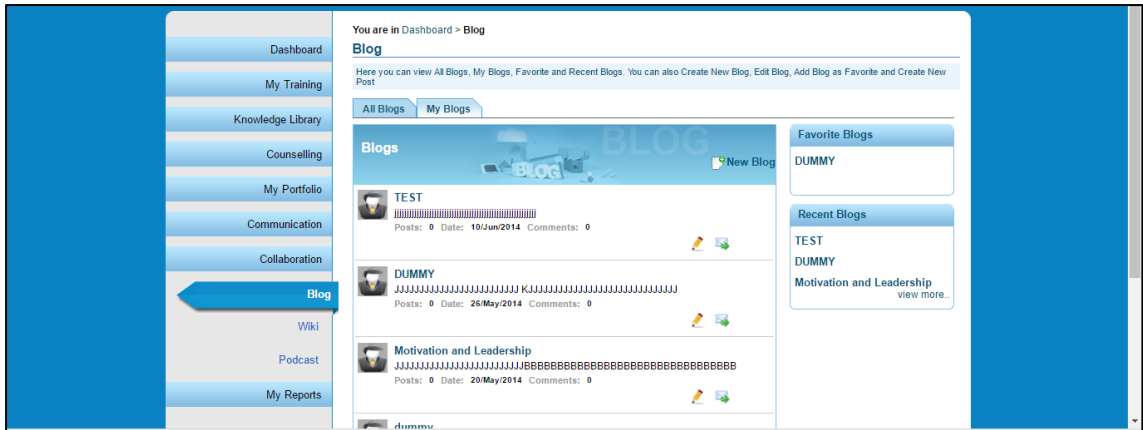 You are in Dashboard > Blog
Blog
Here you can view All Blogs, My Blogs, Favorite and Recent Blogs. You can also Create New Blog, Edit Blog, Add Blog as Favorite and Create New
Post
All Blogs
My Blogs
Dashboard
My Training
Knowledge Library
Counselling
My Portfolio
Communication
Collaboration
Blog
Wiki
Podcast
My Reports
Blogs
BLOG
BLOG
New Blog
TEST
Posts: 0 Date: 10/Jun/2014 Comments: 0
DUMMY
Posts: 0 Date: 26/May/2014 Comments: 0
Motivation and Leadership
Posts: 0 Date: 20/May/2014 Comments: 0
dummy
Favorite Blogs
DUMMY
Recent Blogs
TEST
DUMMY
Motivation and Leadership
view more..